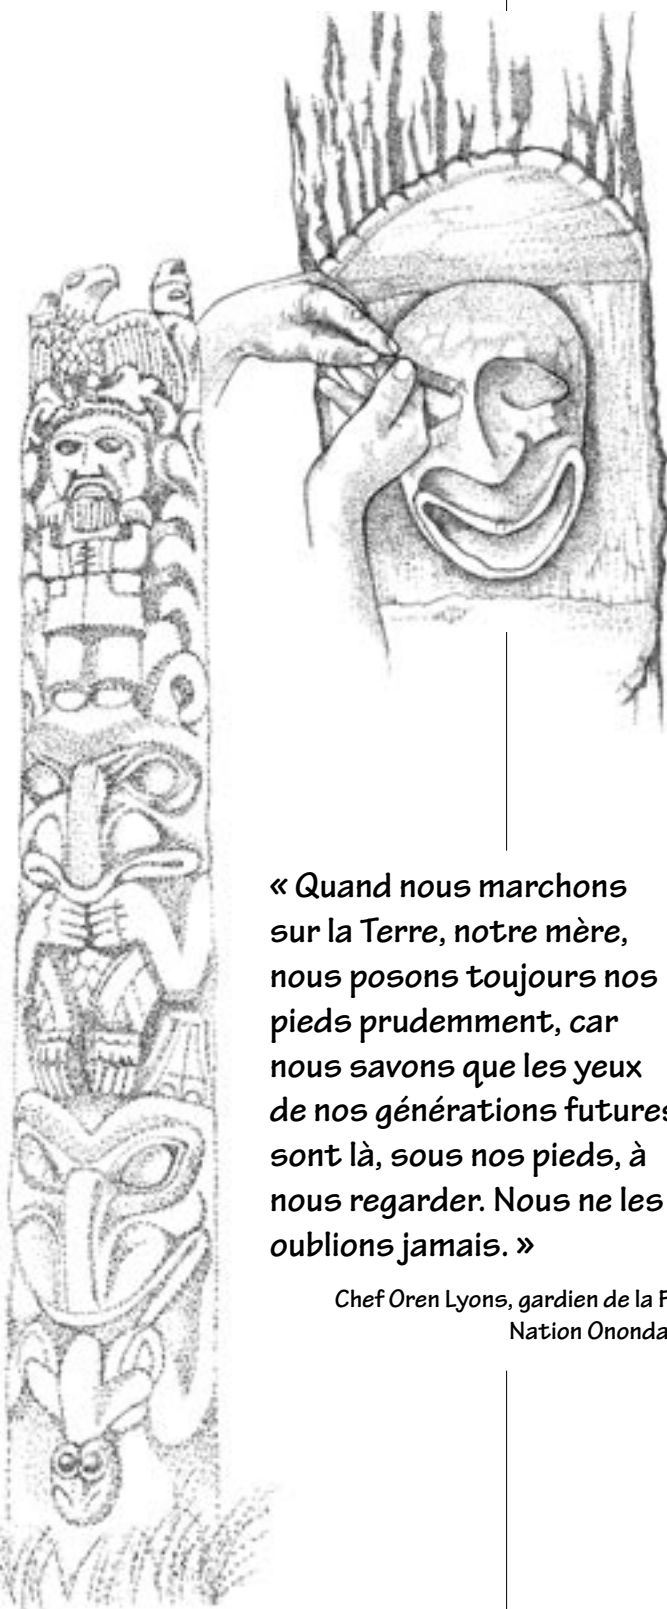 « Quand nous marchons
sur la Terre, notre mère,
nous posons toujours nos
pieds prudemment, car
nous savons que les yeux
de nos générations futures
sont là, sous nos pieds, à
nous regarder. Nous ne les
oublions jamais. »
Chef Oren Lyons, gardien de la
Nation